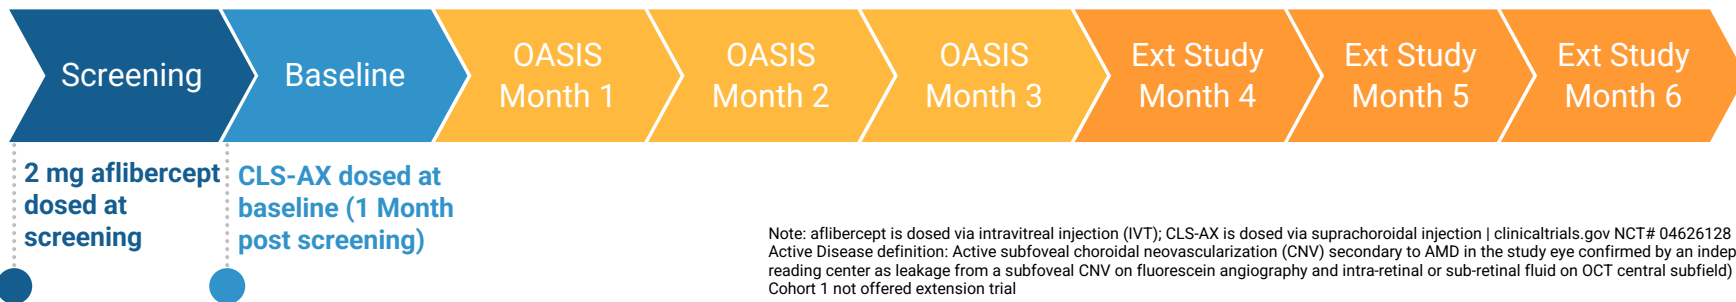 Screening
Baseline
OASIS
Month 1
OASIS
Month 2
OASIS
Month 3
Ext Study
Month 4
Ext Study
Month 5
Ext Study
Month 6
2 mg aflibercept
dosed at
screening
CLS-AX dosed at
baseline (1 Month
post screening)
Note: aflibercept is dosed via intravitreal injection (IVT); CLS-AX is dosed via suprachoroidal injection | clinicaltrials.gov NCT# 04626128
Active Disease definition: Active subfoveal choroidal neovascularization (CNV) secondary to AMD in the study eye confirmed by an indep
reading center as leakage from a subfoveal CNV on fluorescein angiography and intra-retinal or sub-retinal fluid on OCT central subfield)
Cohort 1 not offered extension trial